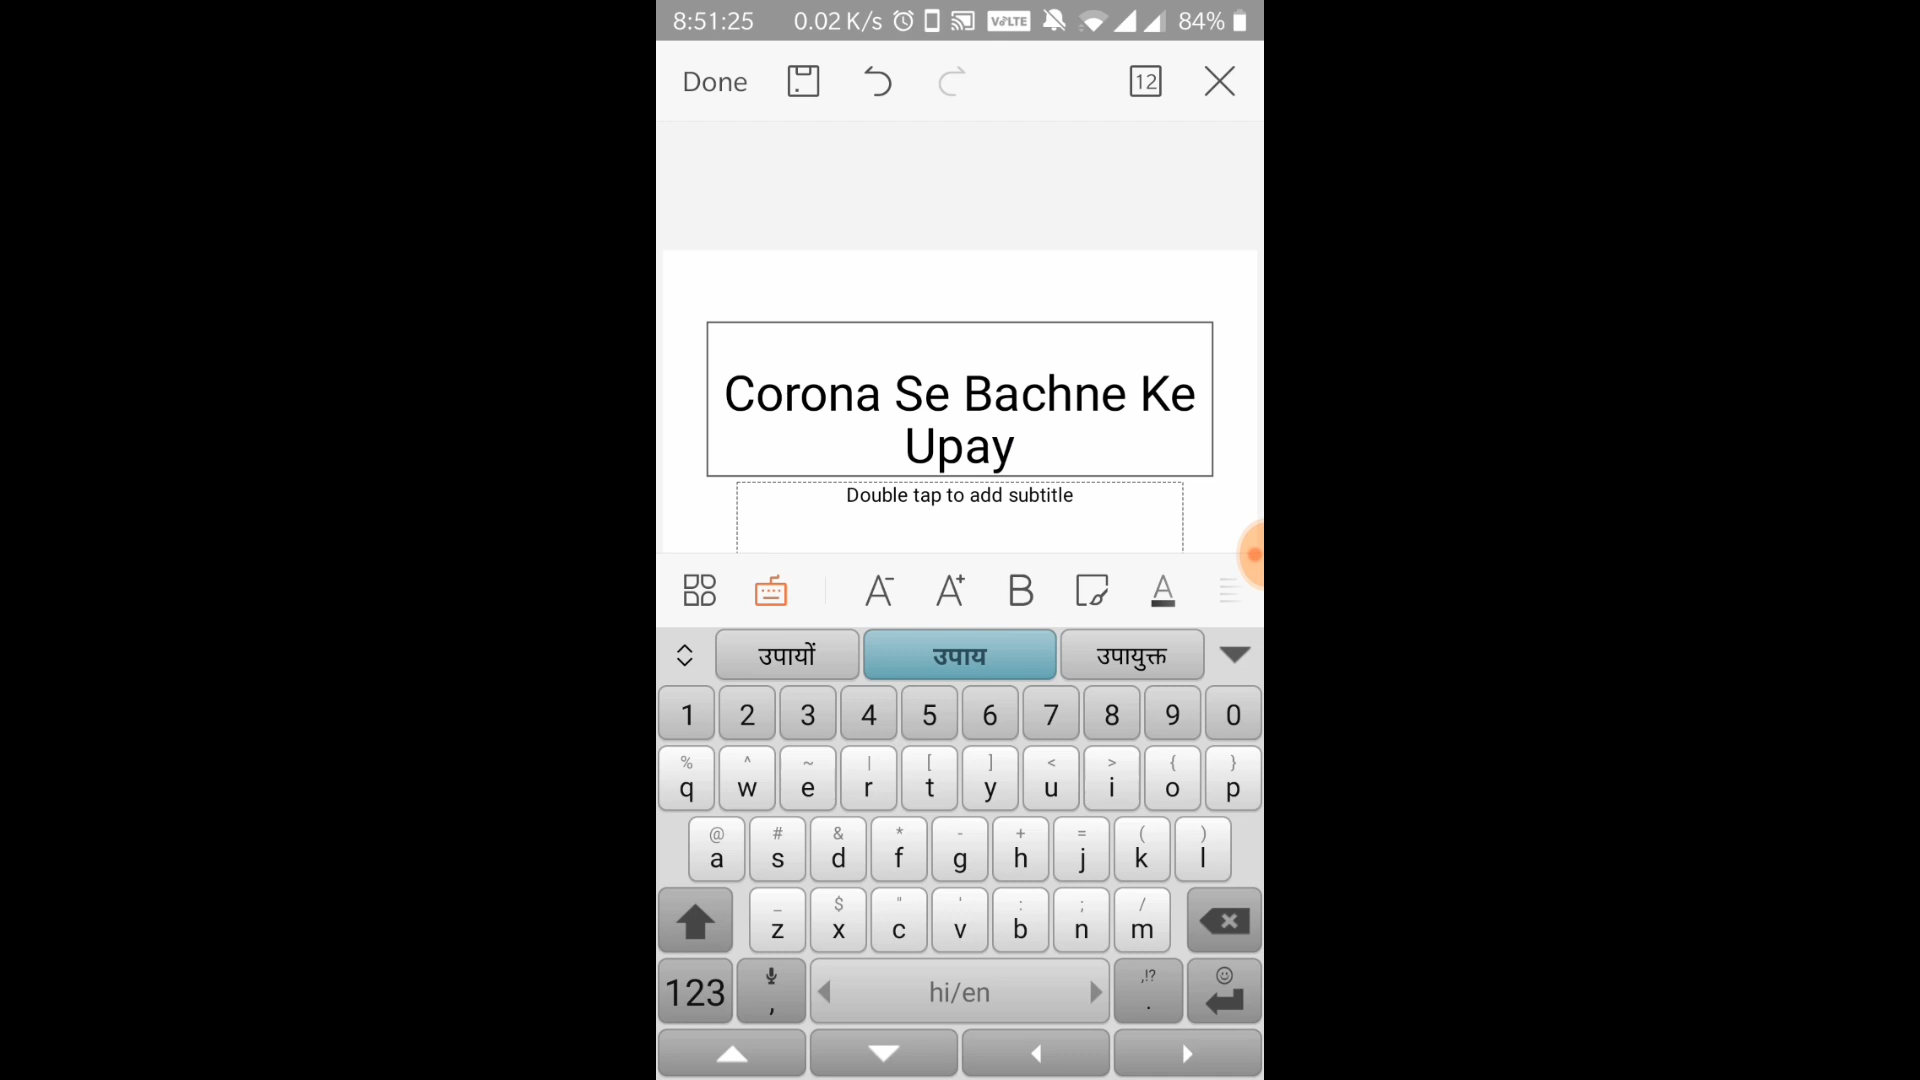 8:51:25 0.02 K/s VoLTE 84%
Done 12
Corona Se Bachne Ke
Upay
Double tap to add subtitle
A- A+ B A
उपायों उपाय उपायुक्त
1 2 3 4 5 6 7 8 9 0
% ^ ~ | [ ] < > { }
q w e r t y u i o p
@ # & * - + = ( )
a s d f g h j k l
_ $ " ' : ; /
z x c v b n m
123 , hi/en ,!? .